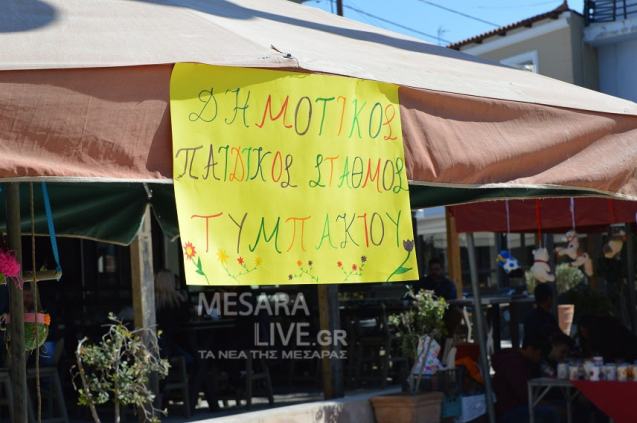 ΔΗΜΟΤΙΚΟΣ
ΠΑΙΔΙΚΟΣ ΣΤΑΘΜΟΣ
ΤΥΜΠΑΚΙΟΥ
MESARA
LIVE.GR
ΤΑ ΝΕΑ ΤΗΣ ΜΕΣΑΡΑΣ